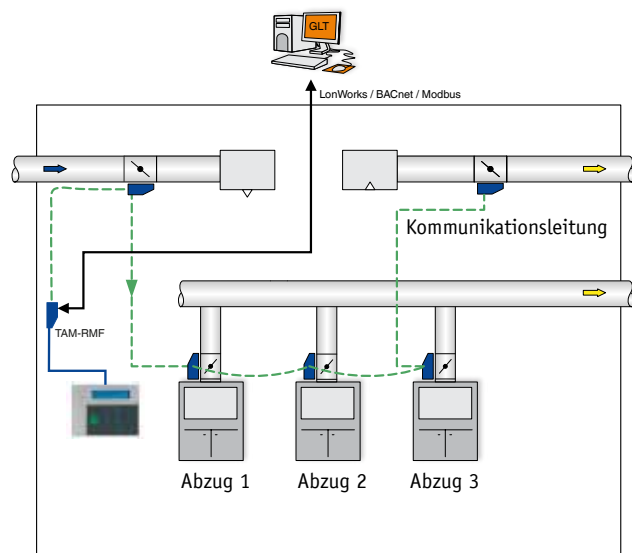 GLT
LonWorks / BACnet / Modbus
Kommunikationsleitung
TAM-RMF
Abzug 1
Abzug 2
Abzug 3